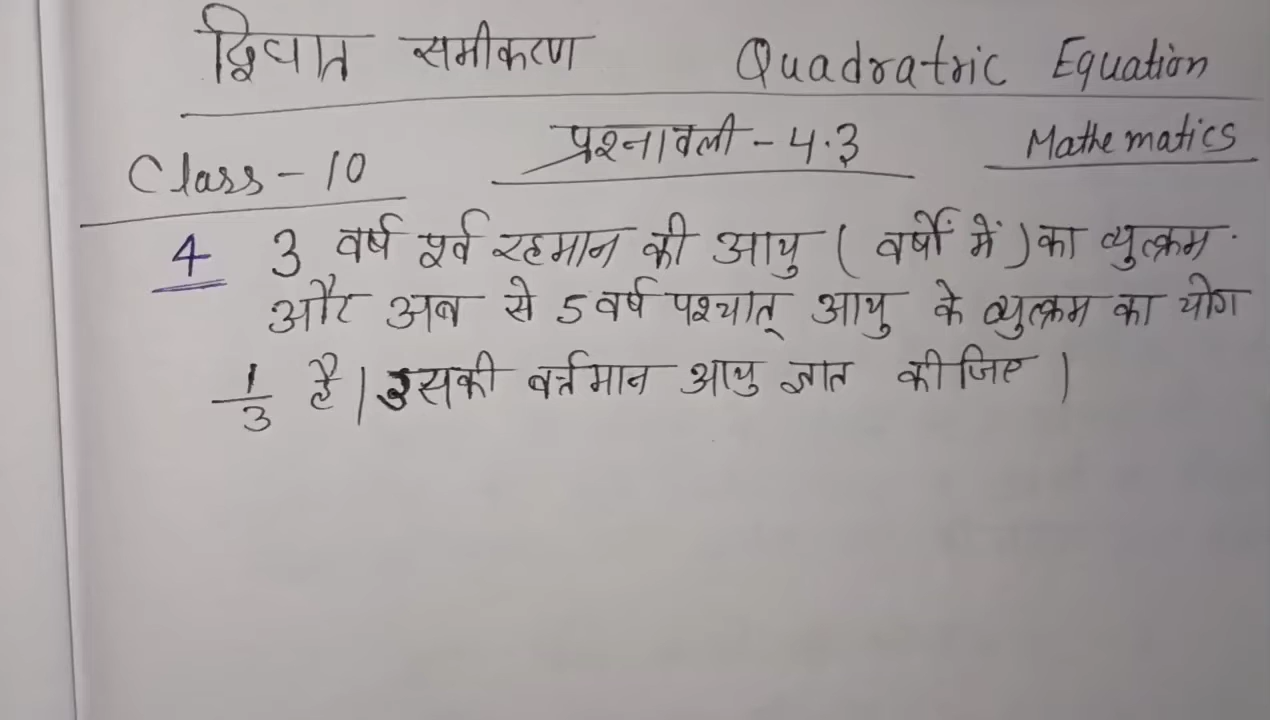 द्विघात समीकरण Quadratric Equation
Class - 10 प्रश्नावली - 4.3 Mathematics
4 3 वर्ष पूर्व रहमान की आयु ( वर्षों में ) का व्युत्क्रम
और अब से 5 वर्ष पश्चात् आयु के व्युत्क्रम का योग
1/3 है। इसकी वर्त्तमान आयु ज्ञात कीजिए।